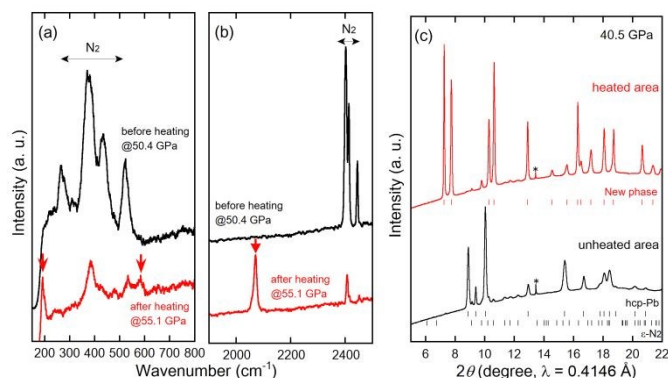 (a)
N2
before heating
@50.4 GPa
after heating
@55.1 GPa
Intensity (a. u.)
200 300 400 500 600 700 800
(b)
N2
before heating
@50.4 GPa
after heating
@55.1 GPa
2000 2200 2400
Wavenumber (cm-1)
(c)
40.5 GPa
heated area
*
New phase
unheated area
*
hcp-Pb
ε-N2
Intensity (a. u.)
6 8 10 12 14 16 18 20 22
2θ (degree, λ = 0.4146 Å)